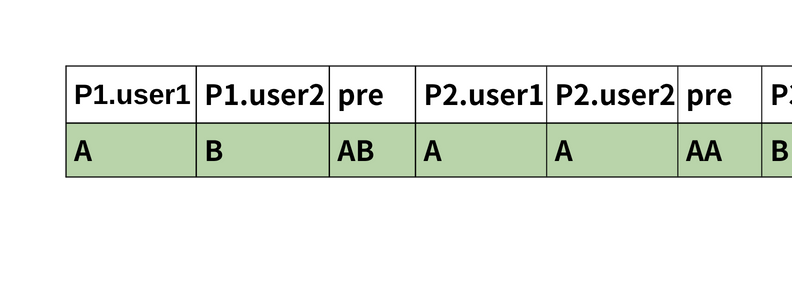 P1.user1 P1.user2 pre P2.user1 P2.user2 pre
A B AB A A AA B